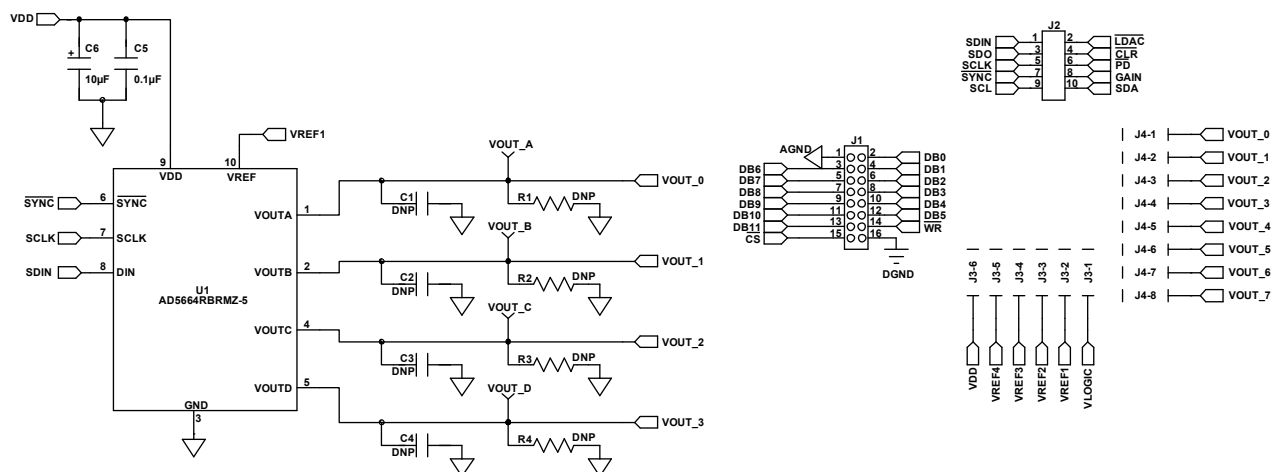 VDD
+ C6
10µF
C5
0.1µF
VREF1
9
VDD
10
VREF
SYNC 6 SYNC
SCLK 7 SCLK
SDIN 8 DIN
U1
AD5664RBRMZ-5
VOUTA 1
VOUTB 2
VOUTC 4
VOUTD 5
GND
3
VOUT_A
C1
DNP
R1 DNP
VOUT_0
VOUT_B
C2
DNP
R2 DNP
VOUT_1
VOUT_C
C3
DNP
R3 DNP
VOUT_2
VOUT_D
C4
DNP
R4 DNP
VOUT_3
J1
AGND 1 2 DB0
DB6 3 4 DB1
DB7 5 6 DB2
DB8 7 8 DB3
DB9 9 10 DB4
DB10 11 12 DB5
DB11 13 14 WR
CS 15 16
DGND
J2
SDIN 1 2 LDAC
SDO 3 4 CLR
SCLK 5 6 PD
SYNC 7 8 GAIN
SCL 9 10 SDA
J4-1 VOUT_0
J4-2 VOUT_1
J4-3 VOUT_2
J4-4 VOUT_3
J4-5 VOUT_4
J4-6 VOUT_5
J4-7 VOUT_6
J4-8 VOUT_7
J3-6 VDD
J3-5 VREF4
J3-4 VREF3
J3-3 VREF2
J3-2 VREF1
J3-1 VLOGIC